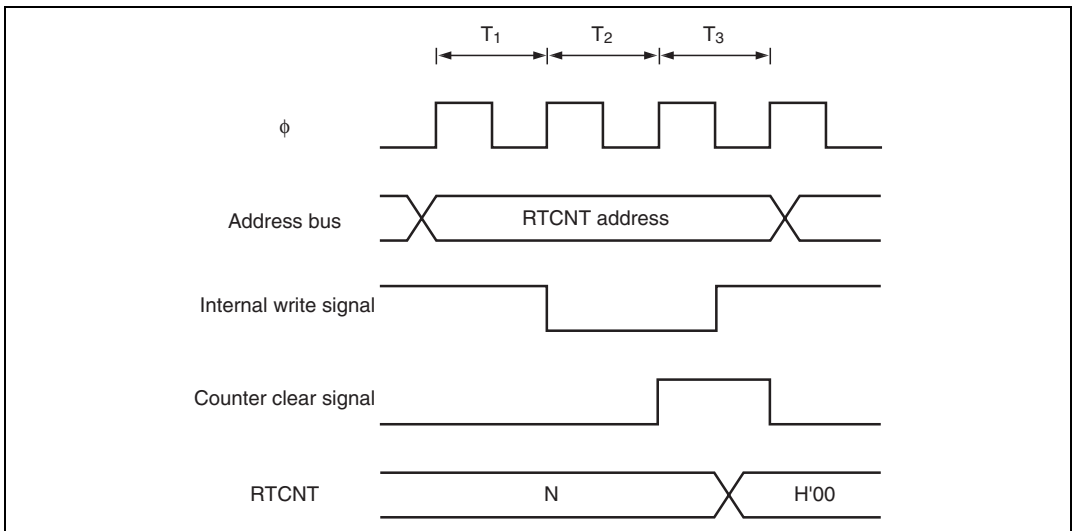 T1 T2 T3
ϕ
Address bus
RTCNT address
Internal write signal
Counter clear signal
RTCNT
N
H'00